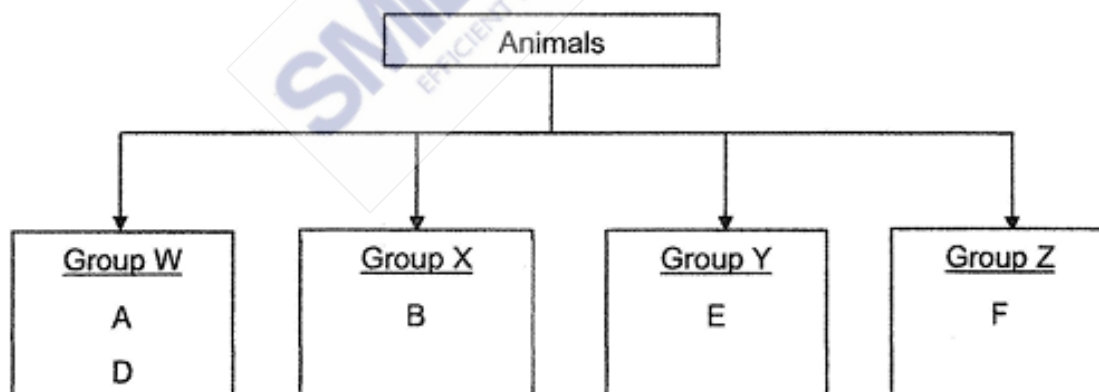 Animals
Group W
A
D
Group X
B
Group Y
E
Group Z
F